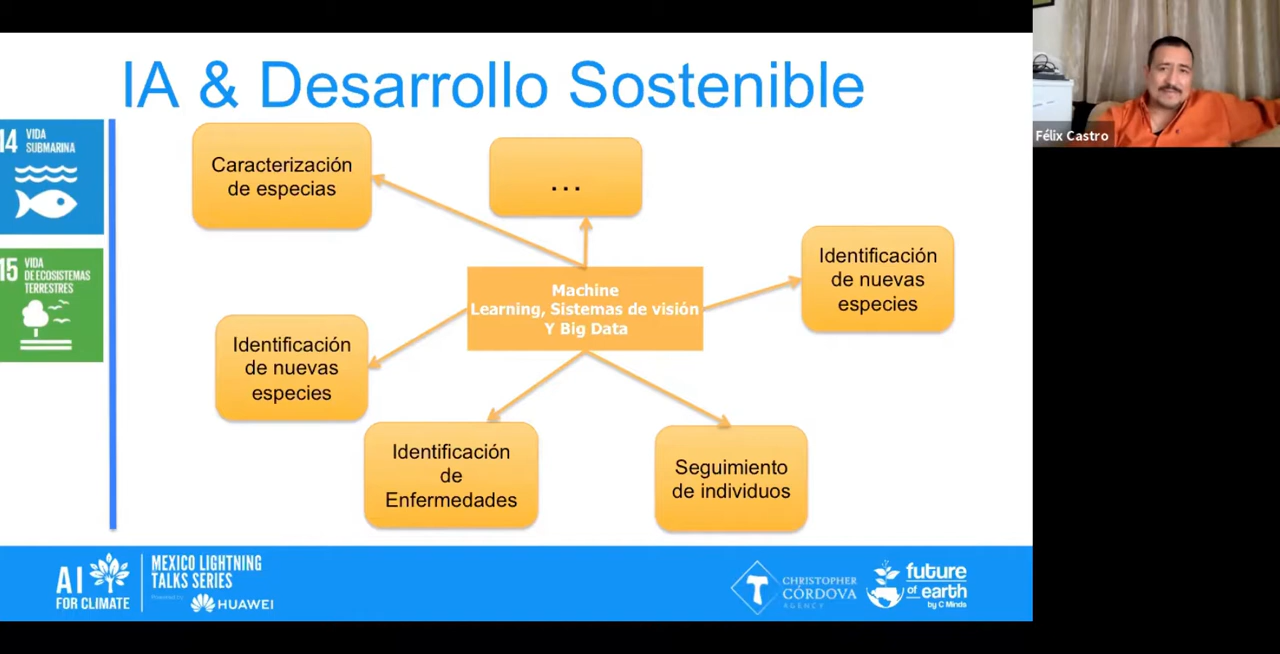 IA & Desarrollo Sostenible
14 VIDA
SUBMARINA
15 VIDA
DE ECOSISTEMAS
TERRESTRES
Caracterización
de especias
...
Identificación
de nuevas
especies
Machine
Learning, Sistemas de visión
Y Big Data
Identificación
de nuevas
especies
Identificación
de
Enfermedades
Seguimiento
de individuos
AI
FOR CLIMATE
MEXICO LIGHTNING
TALKS SERIES
Powered by
HUAWEI
T
CHRISTOPHER
CÓRDOVA
AGENCY
future
of earth
by C Minds
Félix Castro